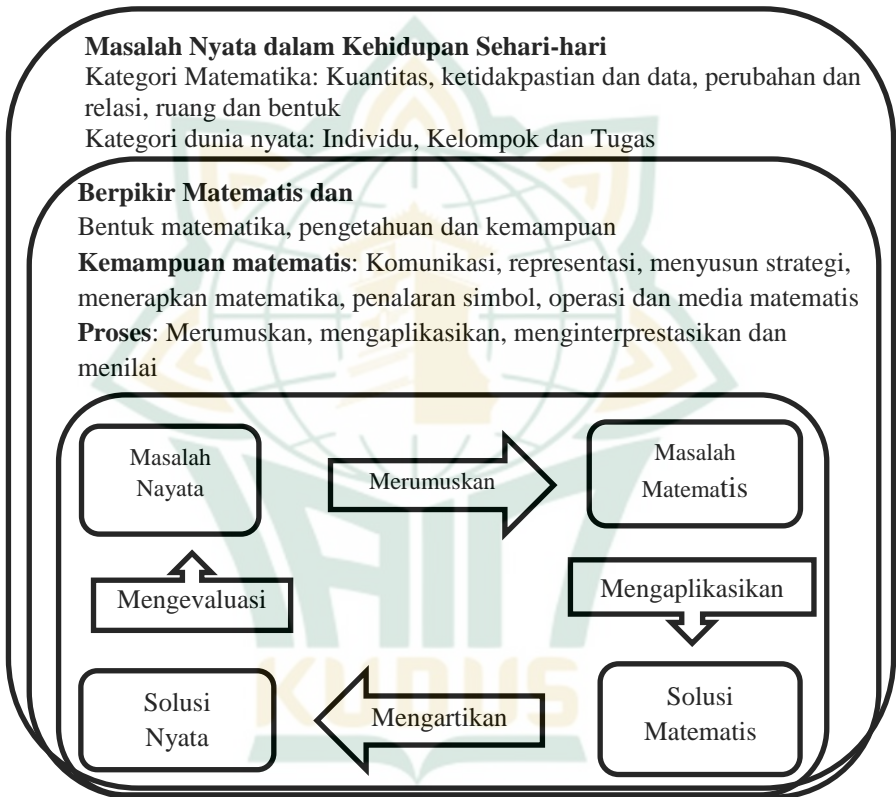 Masalah Nyata dalam Kehidupan Sehari-hari
Kategori Matematika: Kuantitas, ketidakpastian dan data, perubahan dan
relasi, ruang dan bentuk
Kategori dunia nyata: Individu, Kelompok dan Tugas
Berpikir Matematis dan
Bentuk matematika, pengetahuan dan kemampuan
Kemampuan matematis: Komunikasi, representasi, menyusun strategi,
menerapkan matematika, penalaran simbol, operasi dan media matematis
Proses: Merumuskan, mengaplikasikan, menginterprestasikan dan
menilai
Masalah
Nayata
Merumuskan
Masalah
Matematis
Mengevaluasi
Mengaplikasikan
Solusi
Nyata
Mengartikan
Solusi
Matematis
KUDUS